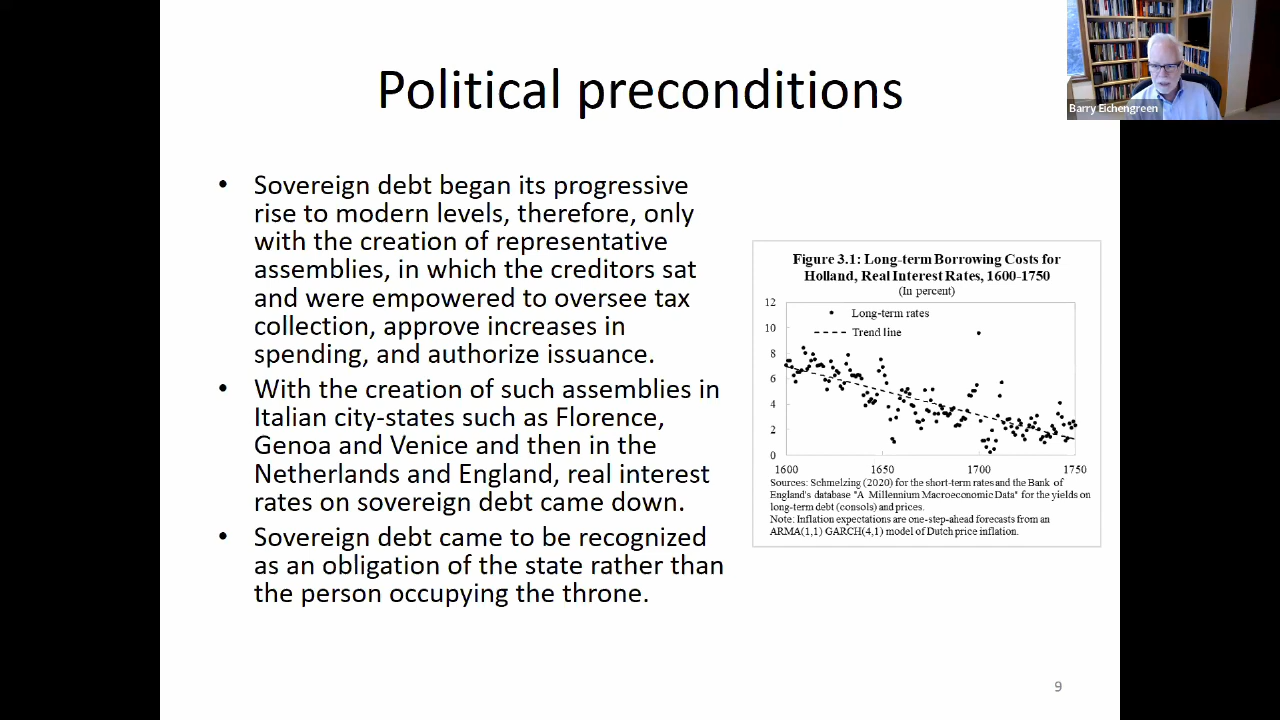 Political preconditions
Barry Eichengreen
• Sovereign debt began its progressive
rise to modern levels, therefore, only
with the creation of representative
assemblies, in which the creditors sat
and were empowered to oversee tax
collection, approve increases in
spending, and authorize issuance.
• With the creation of such assemblies in
Italian city-states such as Florence,
Genoa and Venice and then in the
Netherlands and England, real interest
rates on sovereign debt came down.
• Sovereign debt came to be recognized
as an obligation of the state rather than
the person occupying the throne.
Figure 3.1: Long-term Borrowing Costs for
Holland, Real Interest Rates, 1600-1750
(In percent)
12
10
8
6
4
2
0
Long-term rates
Trend line
1600 1650 1700 1750
Sources: Schmelzing (2020) for the short-term rates and the Bank of
England's database "A Millennium Macroeconomic Data" for the yields on
long-term debt (consols) and prices.
Note: Inflation expectations are one-step-ahead forecasts from an
ARMA(1,1) GARCH(4,1) model of Dutch price inflation.
9